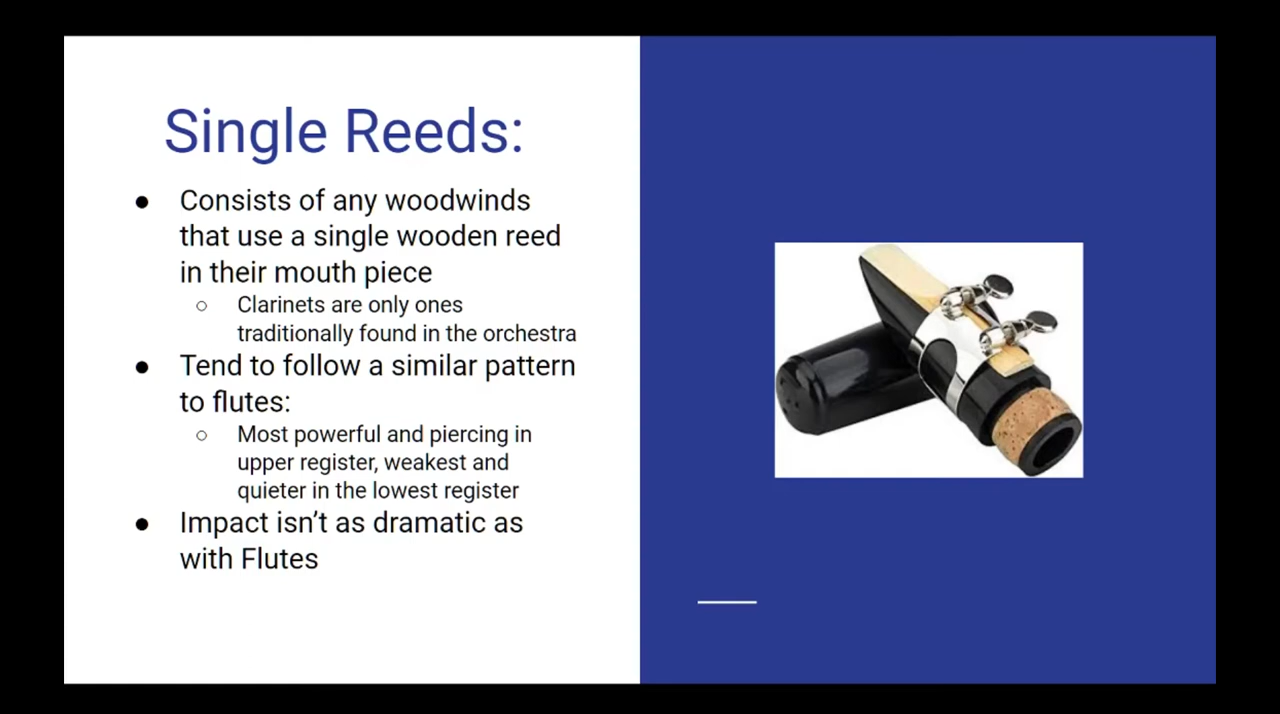 Single Reeds:
● Consists of any woodwinds
that use a single wooden reed
in their mouth piece
○ Clarinets are only ones
traditionally found in the orchestra
● Tend to follow a similar pattern
to flutes:
○ Most powerful and piercing in
upper register, weakest and
quieter in the lowest register
● Impact isn’t as dramatic as
with Flutes